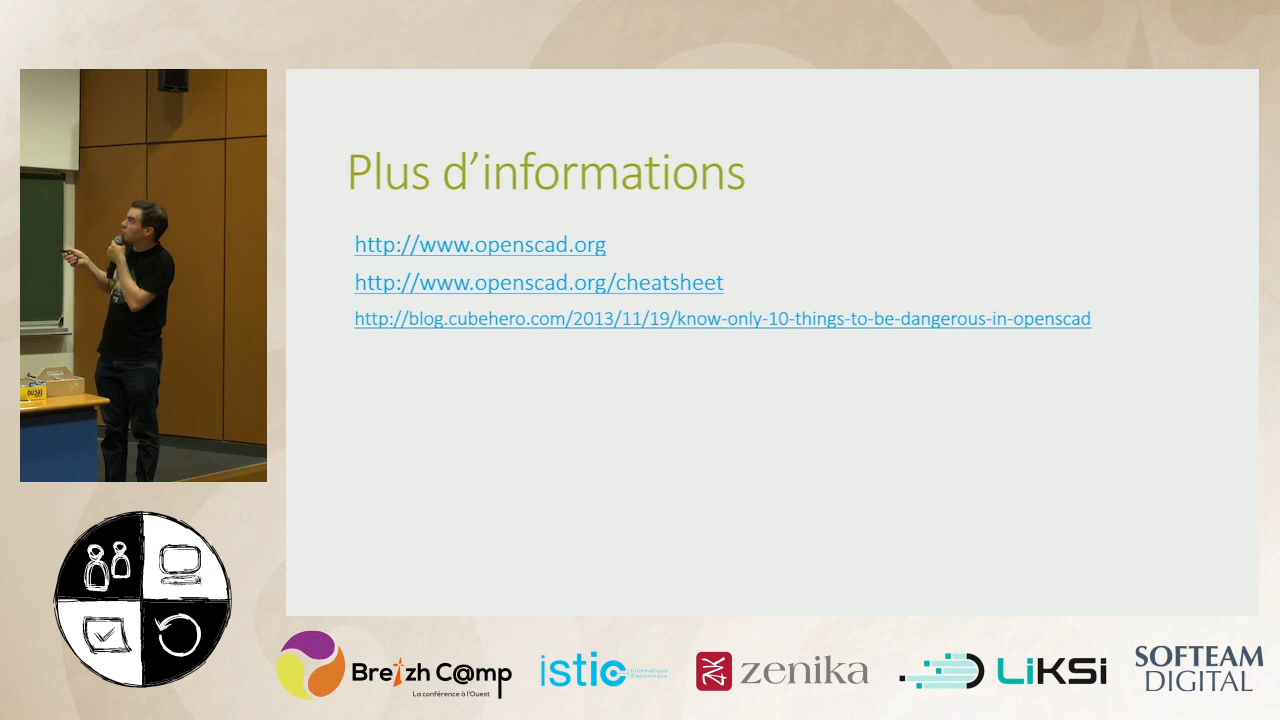 Plus d’informations
http://www.openscad.org
http://www.openscad.org/cheatsheet
http://blog.cubehero.com/2013/11/19/know-only-10-things-to-be-dangerous-in-openscad
Breizh C@mp
La conférence à l'Ouest
istic
Informatique
Électronique
zenika
LiKSi
SOFTEAM
DIGITAL